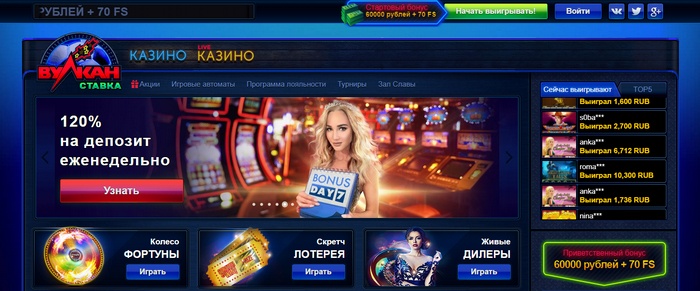 РУБЛЕЙ + 70 FS
Стартовый бонус
60000 рублей + 70 FS
Начать выигрывать!
Войти
ВУЛКАН
СТАВКА
КАЗИНО
LIVE
КАЗИНО
Акции
Игровые автоматы
Программа лояльности
Турниры
Зал Славы
120%
на депозит
еженедельно
Узнать
BONUS
DAY 7
Сейчас выигрывают
TOP5
Выиграл 1,600 RUB
s0ba***
Выиграл 2,700 RUB
anka***
Выиграл 6,712 RUB
roma***
Выиграл 10,300 RUB
anka***
Выиграл 1,736 RUB
nina***
Колесо
ФОРТУНЫ
Играть
Скретч
ЛОТЕРЕЯ
Играть
Живые
ДИЛЕРЫ
Играть
Приветственный бонус
60000 рублей + 70 FS